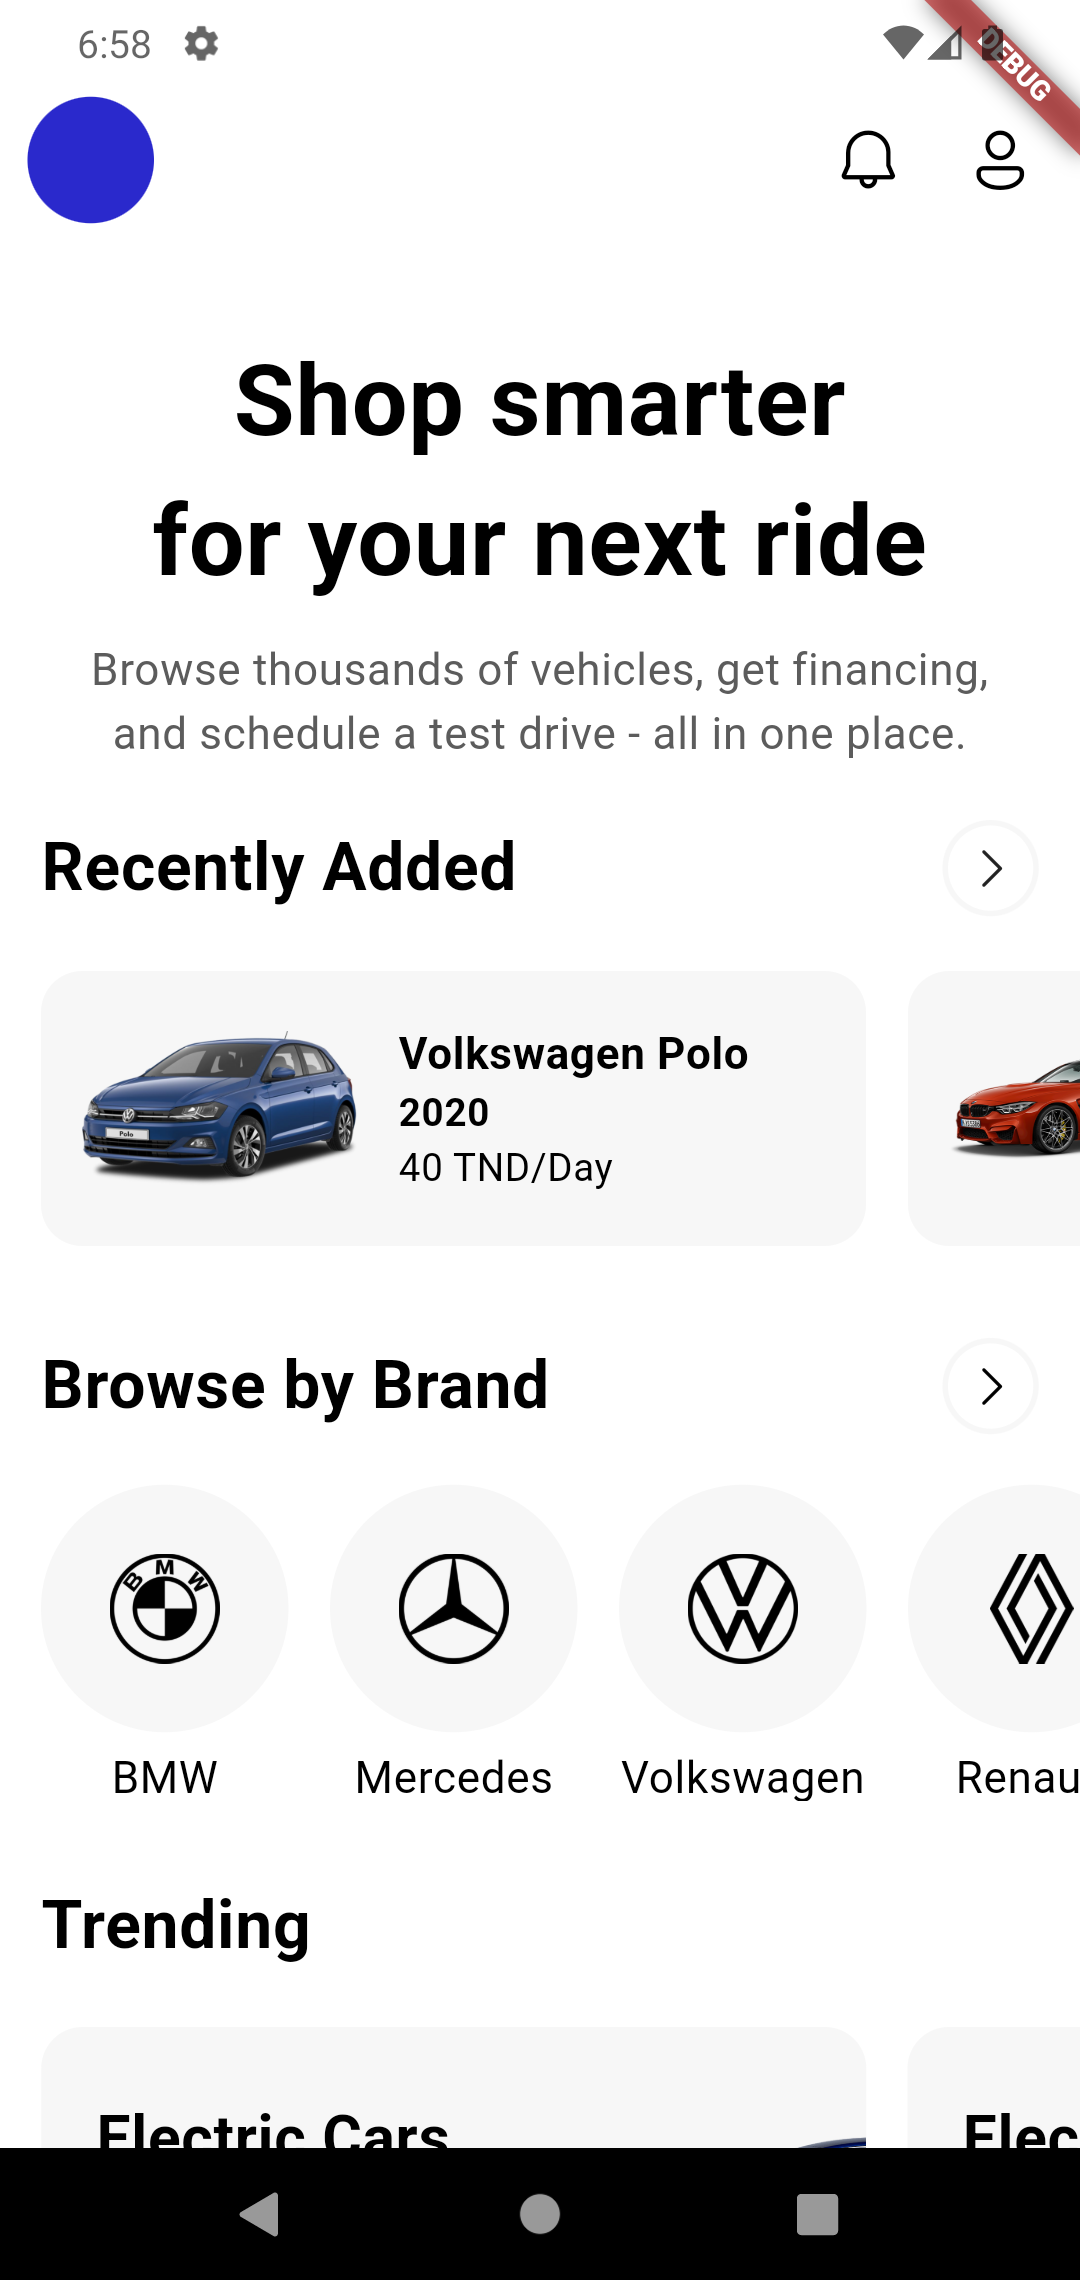 6:58
DEBUG
Shop smarter
for your next ride
Browse thousands of vehicles, get financing,
and schedule a test drive - all in one place.
Recently Added
Polo
Volkswagen Polo
2020
40 TND/Day
Browse by Brand
B M W
BMW
Mercedes
Volkswagen
Renau
Trending
Electric Cars
Elec